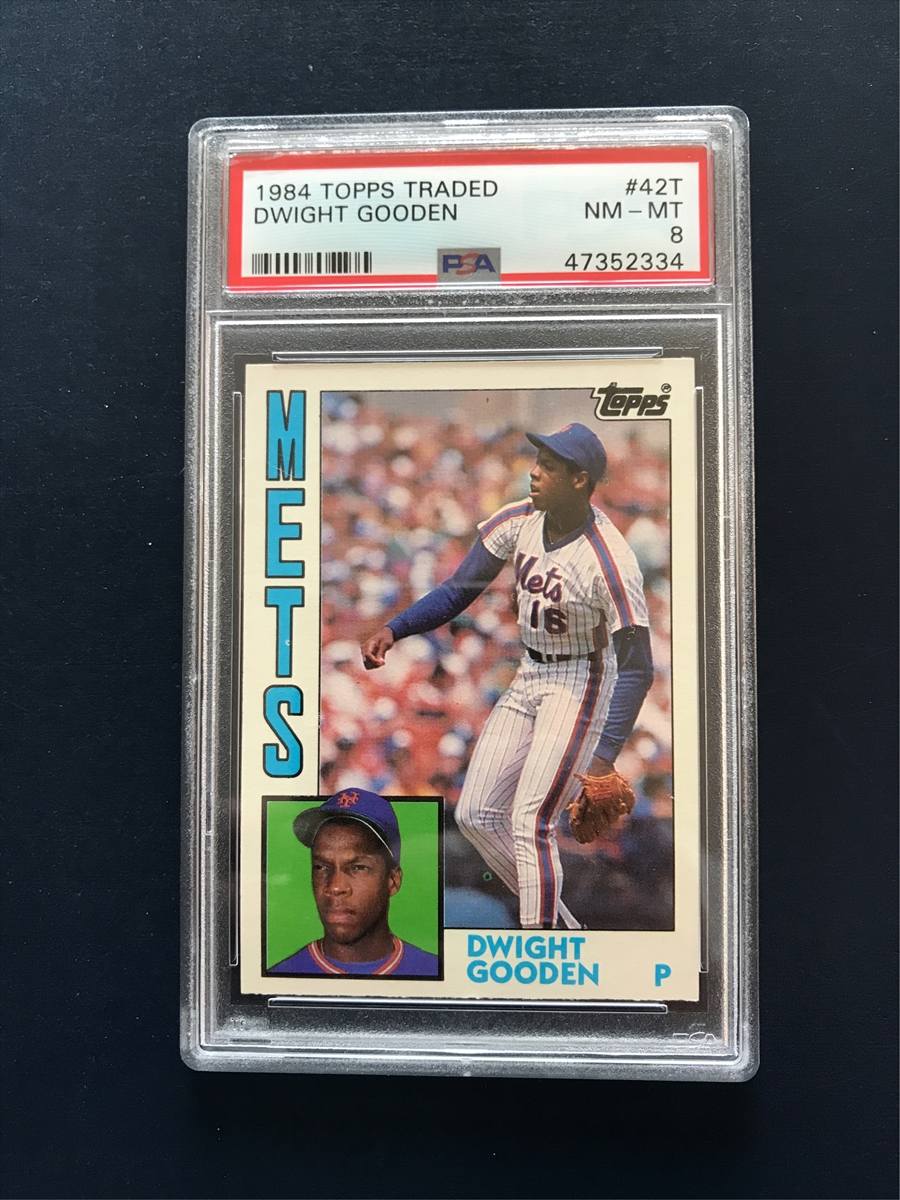 1984 TOPPS TRADED #42T
DWIGHT GOODEN NM – MT
8
PSA 47352334
METS
Topps
Mets
16
DWIGHT
GOODEN P